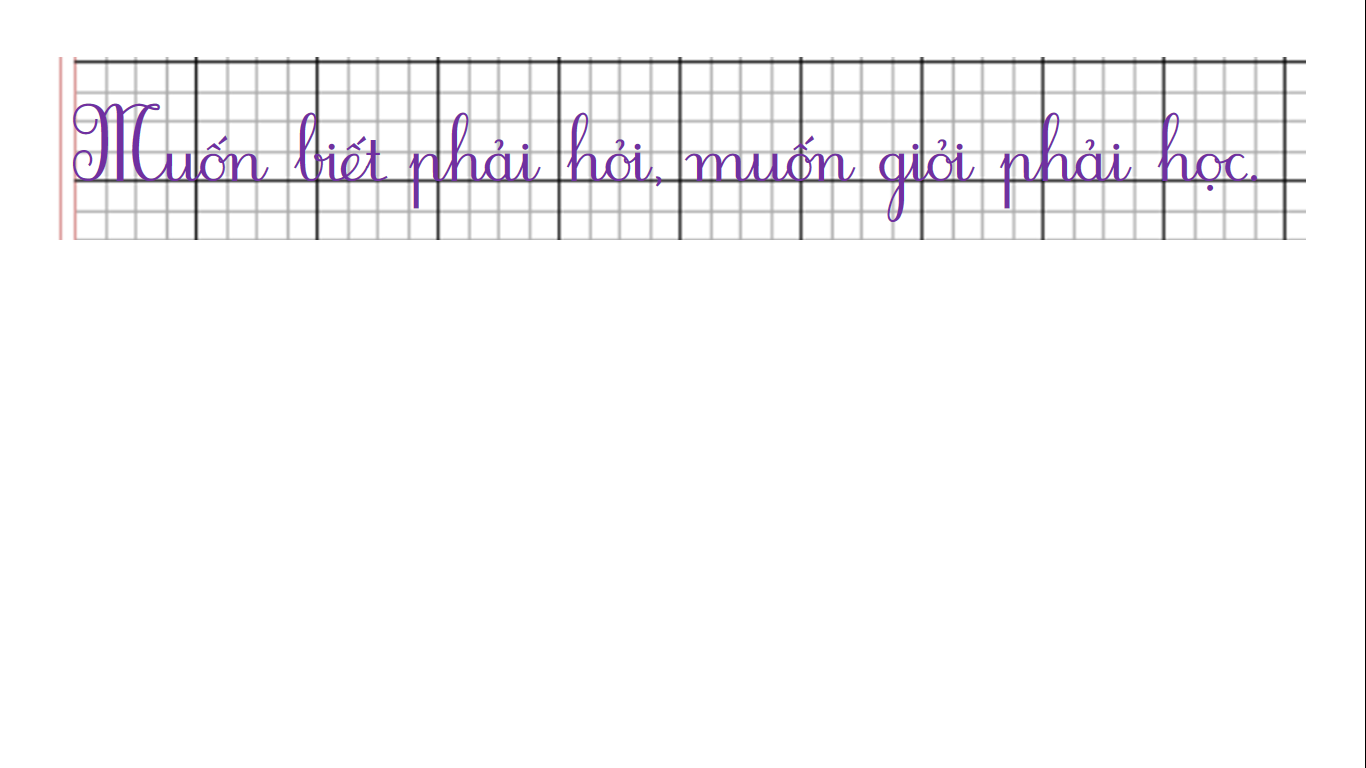 Muốn biết phải hỏi, muốn giỏi phải học.